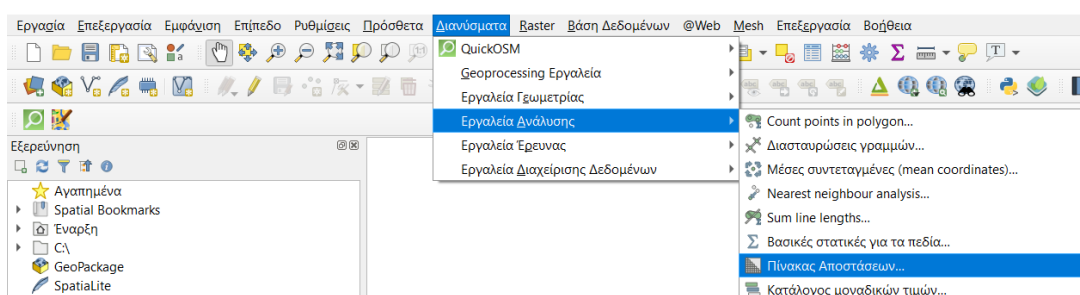 Εργασία Επεξεργασία Εμφάνιση Επίπεδο Ρυθμίσεις Πρόσθετα Διανύσματα Raster Βάση Δεδομένων @Web Mesh Επεξεργασία Βοήθεια
QuickOSM
Geoprocessing Εργαλεία
Εργαλεία Γεωμετρίας
Εργαλεία Ανάλυσης
Εργαλεία Έρευνας
Εργαλεία Διαχείρισης Δεδομένων
Count points in polygon...
Διασταυρώσεις γραμμών...
Μέσες συντεταγμένες (mean coordinates)...
Nearest neighbour analysis...
Sum line lengths...
Βασικές στατικές για τα πεδία...
Πίνακας Αποστάσεων...
Κατάλογος μοναδικών τιμών...
Εξερεύνηση
Αγαπημένα
Spatial Bookmarks
Έναρξη
C:\
GeoPackage
SpatiaLite